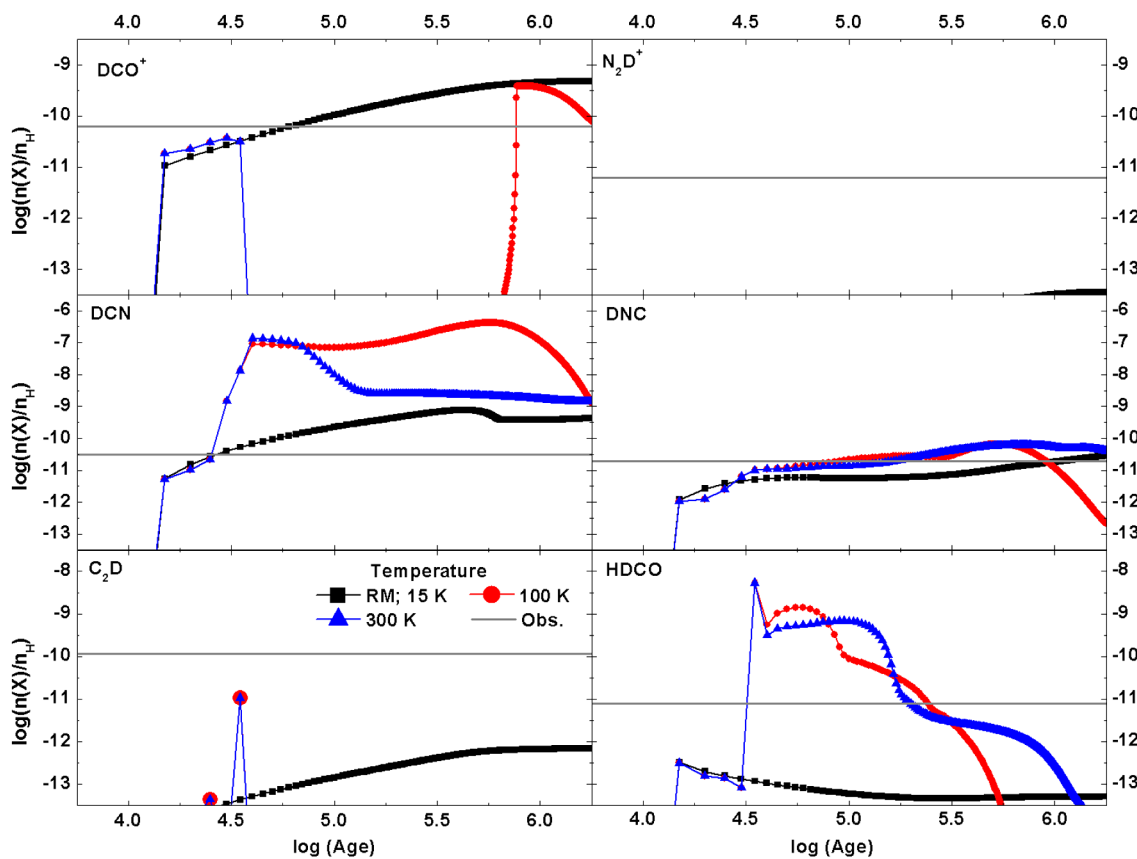 4.0 4.5 5.0 5.5 6.0 4.0 4.5 5.0 5.5 6.0
DCO+
N2D+
-9 -9
-10 -10
-11 -11
-12 -12
-13 -13
log(n(X)/nH)
DCN
DNC
-6 -6
-7 -7
-8 -8
-9 -9
-10 -10
-11 -11
-12 -12
-13 -13
log(n(X)/nH)
C2D
HDCO
Temperature
RM; 15 K 100 K
300 K Obs.
-8 -8
-9 -9
-10 -10
-11 -11
-12 -12
-13 -13
log(n(X)/nH)
4.0 4.5 5.0 5.5 6.0 4.0 4.5 5.0 5.5 6.0
log (Age) log (Age)